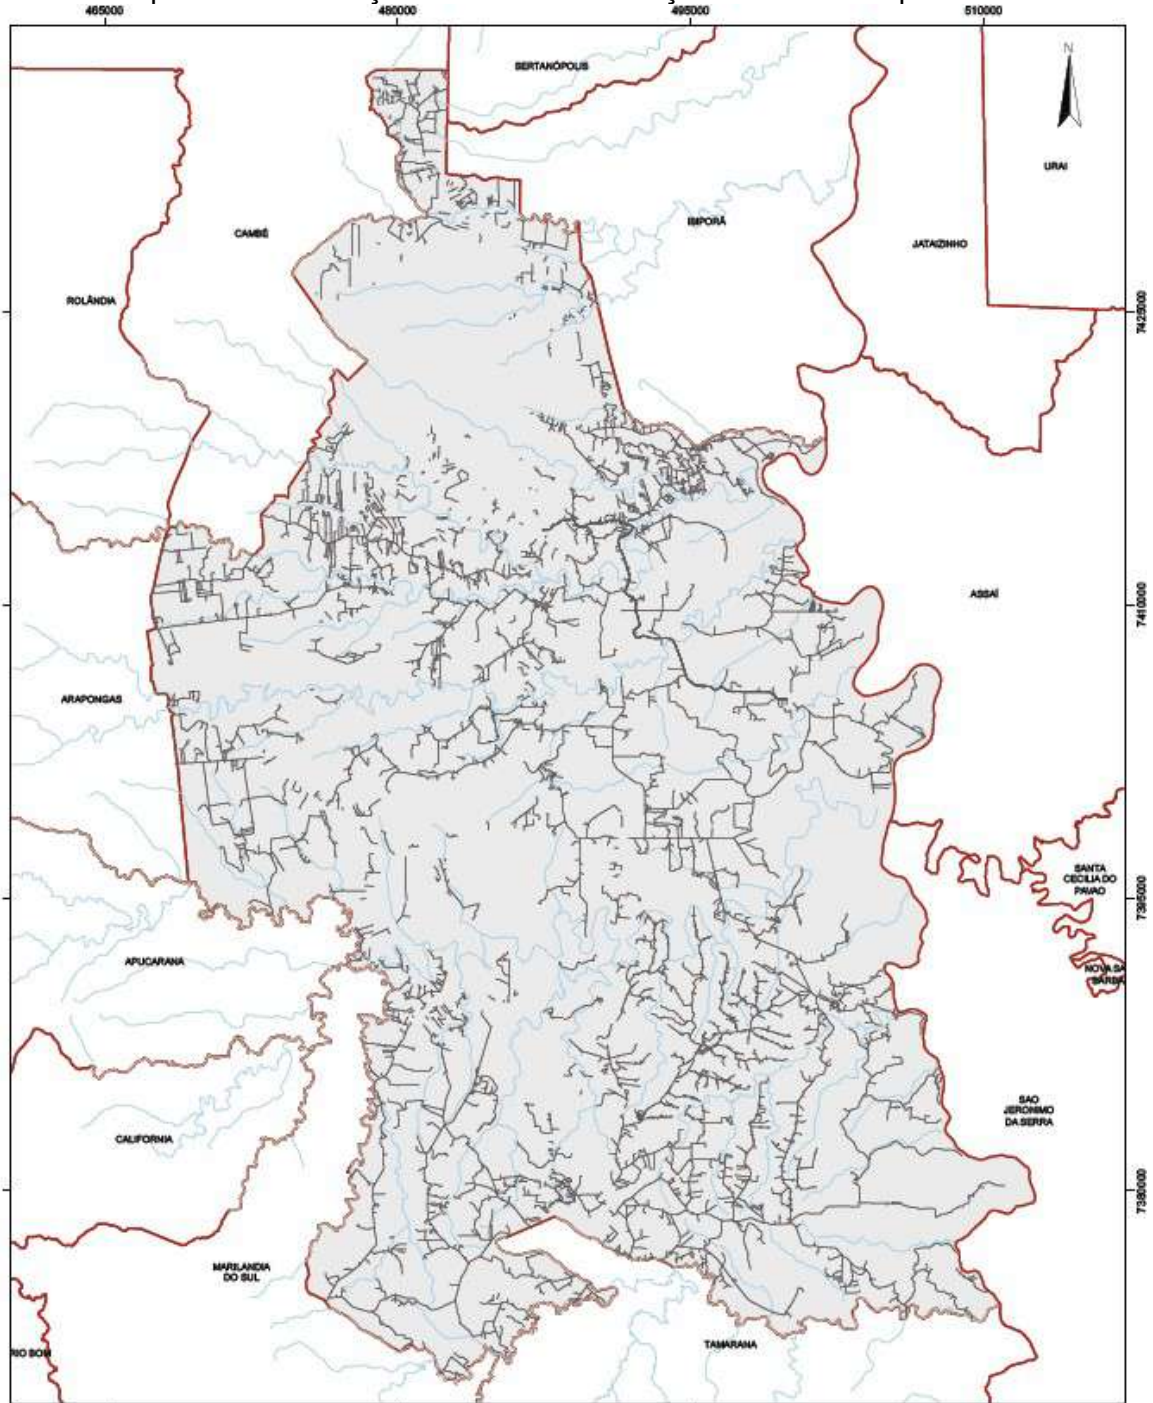 465000
480000
495000
510000
N
SERTANÓPOLIS
URAI
IBIPORÃ
CAMBÉ
JATAIZINHO
ROLÂNDIA
7425000
ASSAÍ
7410000
ARAPONGAS
SANTA
CECILIA DO
PAVAO
7395000
APUCARANA
NOVA SA
BARBA
SAO
JERONIMO
DA SERRA
CALIFORNIA
7380000
MARILANDIA
DO SUL
TAMARANA
RIO BOM